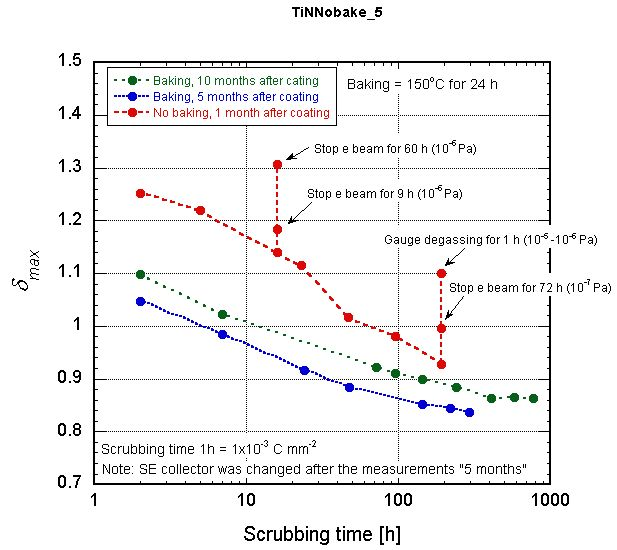 TiNNobake_5
1.5
1.4
1.3
1.2
1.1
1
0.9
0.8
0.7
δmax
Baking, 10 months after cating
Baking, 5 months after coating
No baking, 1 month after coating
Baking = 150°C for 24 h
Stop e beam for 60 h (10⁻⁶ Pa)
Stop e beam for 9 h (10⁻⁶ Pa)
Gauge degassing for 1 h (10⁻⁵ -10⁻⁶ Pa)
Stop e beam for 72 h (10⁻⁷ Pa)
Scrubbing time 1h = 1x10⁻³ C mm⁻²
Note: SE collector was changed after the measurements "5 months"
1 10 100 1000
Scrubbing time [h]